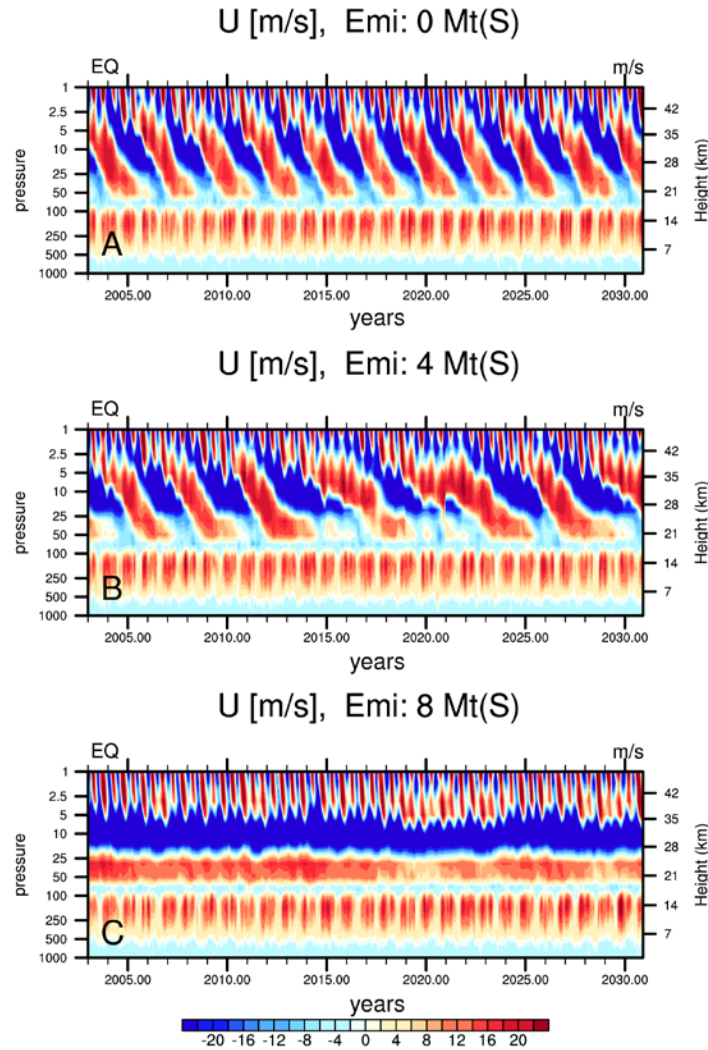 U [m/s], Emi: 0 Mt(S)
EQ m/s
1
2.5
5
10
25
50
100
250
500
1000
pressure
42
35
28
21
14
7
Height (km)
A
2005.00 2010.00 2015.00 2020.00 2025.00 2030.00
years
U [m/s], Emi: 4 Mt(S)
EQ m/s
1
2.5
5
10
25
50
100
250
500
1000
pressure
42
35
28
21
14
7
Height (km)
B
2005.00 2010.00 2015.00 2020.00 2025.00 2030.00
years
U [m/s], Emi: 8 Mt(S)
EQ m/s
1
2.5
5
10
25
50
100
250
500
1000
pressure
42
35
28
21
14
7
Height (km)
C
2005.00 2010.00 2015.00 2020.00 2025.00 2030.00
years
-20 -16 -12 -8 -4 0 4 8 12 16 20